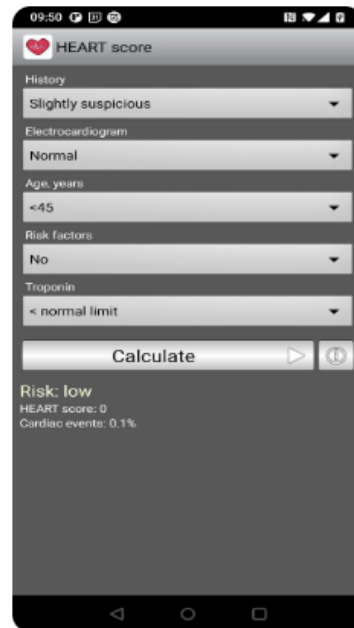 09:50
HEART score
History
Slightly suspicious
Electrocardiogram
Normal
Age, years
<45
Risk factors
No
Troponin
< normal limit
Calculate
Risk: low
HEART score: 0
Cardiac events: 0.1%